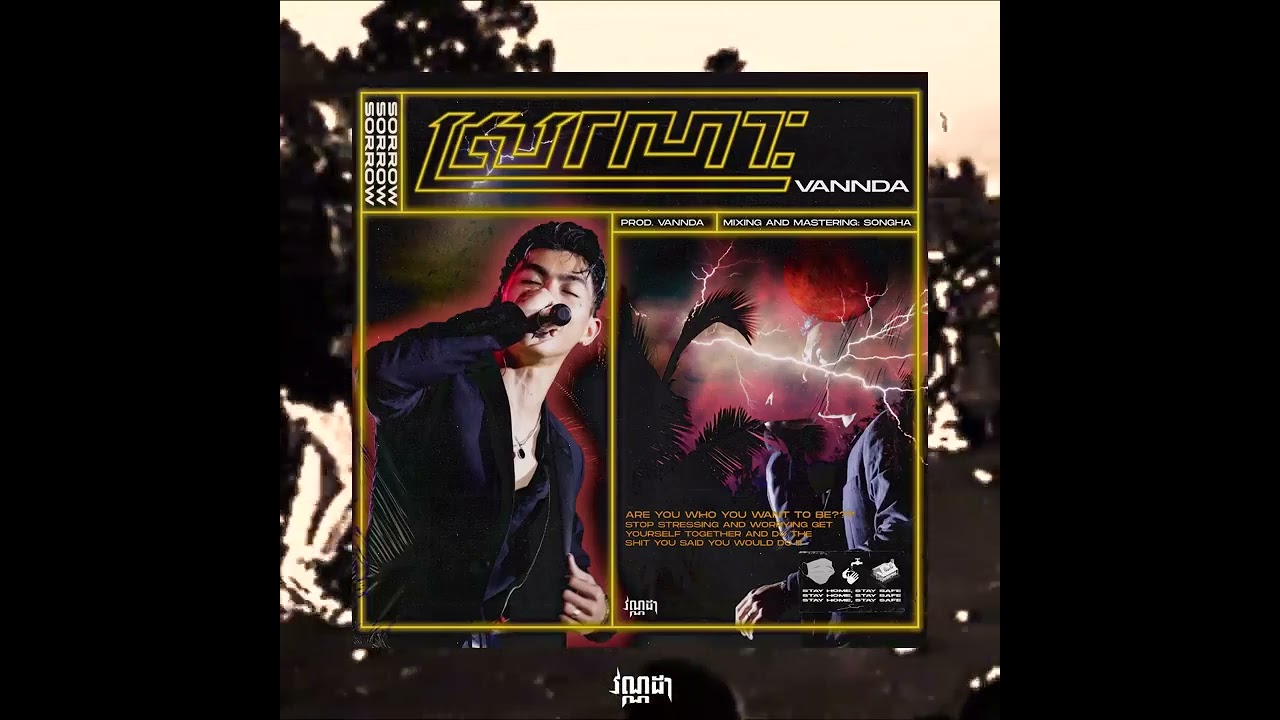 SORROW
SORROW
SORROW
ស្រណោះ
VANNDA
PROD. VANNDA
MIXING AND MASTERING: SONGHA
ARE YOU WHO YOU WANT TO BE????
STOP STRESSING AND WORRYING GET
YOURSELF TOGETHER AND DO THE
SHIT YOU SAID YOU WOULD DO !!!
STAY HOME, STAY SAFE
STAY HOME, STAY SAFE
STAY HOME, STAY SAFE
វណ្ណដា
វណ្ណដា